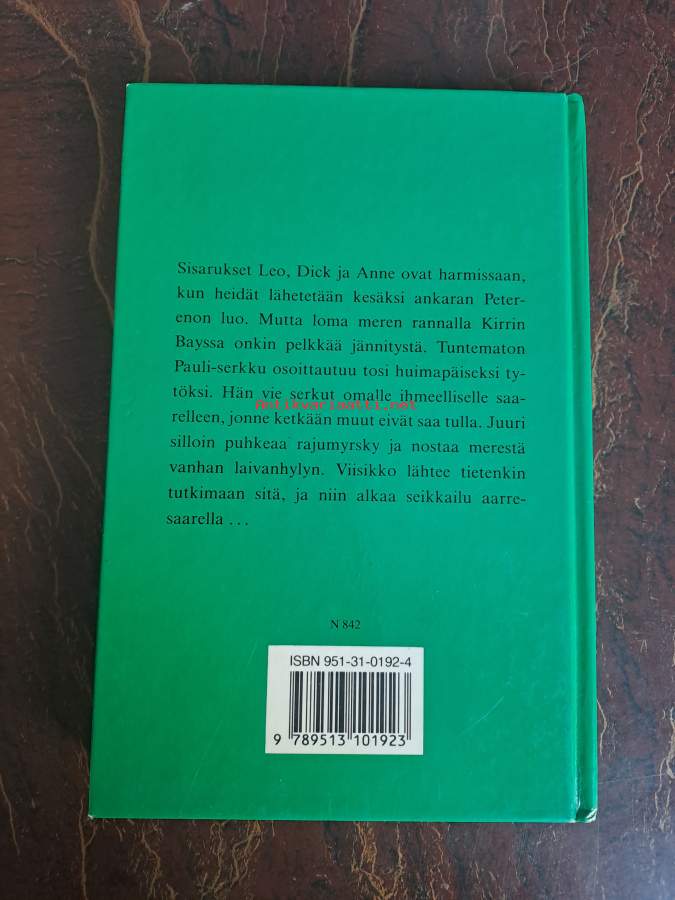 Sisarukset Leo, Dick ja Anne ovat harmissaan,
kun heidät lähetetään kesäksi ankaran Peter-
enon luo. Mutta loma meren rannalla Kirrin
Bayssa onkin pelkkää jännitystä. Tuntematon
Pauli-serkku osoittautuu tosi huimapäiseksi ty-
töksi. Hän vie serkut omalle ihmeelliselle saa-
Antikvariaatti.net
relleen, jonne ketkään muut eivät saa tulla. Juuri
silloin puhkeaa rajumyrsky ja nostaa merestä
vanhan laivanhylyn. Viisikko lähtee tietenkin
tutkimaan sitä, ja niin alkaa seikkailu aarre-
saarella ...
N 842
ISBN 951-31-0192-4
9 789513 101923